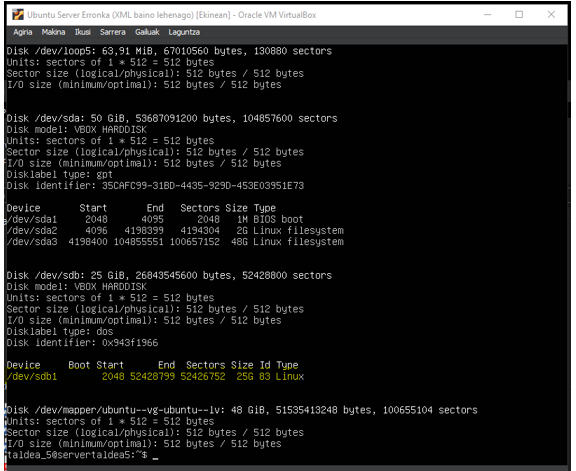 Ubuntu Server Erronka (XML baino lehenago) [Ekinean] - Oracle VM VirtualBox
Agiria Makina Ikusi Sarrera Gailuak Laguntza
Disk /dev/loop5: 63,91 MiB, 67010560 bytes, 130880 sectors
Units: sectors of 1 * 512 = 512 bytes
Sector size (logical/physical): 512 bytes / 512 bytes
I/O size (minimum/optimal): 512 bytes / 512 bytes
Disk /dev/sda: 50 GiB, 53687091200 bytes, 104857600 sectors
Disk model: VBOX HARDDISK
Units: sectors of 1 * 512 = 512 bytes
Sector size (logical/physical): 512 bytes / 512 bytes
I/O size (minimum/optimal): 512 bytes / 512 bytes
Disklabel type: gpt
Disk identifier: 35CAFC99-31BD-4435-929D-453E03951E73
Device Start End Sectors Size Type
/dev/sda1 2048 4095 2048 1M BIOS boot
/dev/sda2 4096 4198399 4194304 2G Linux filesystem
/dev/sda3 4198400 104855551 100657152 48G Linux filesystem
Disk /dev/sdb: 25 GiB, 26843545600 bytes, 52428800 sectors
Disk model: VBOX HARDDISK
Units: sectors of 1 * 512 = 512 bytes
Sector size (logical/physical): 512 bytes / 512 bytes
I/O size (minimum/optimal): 512 bytes / 512 bytes
Disklabel type: dos
Disk identifier: 0x943f1966
Device Boot Start End Sectors Size Id Type
/dev/sdb1 2048 52428799 52426752 25G 83 Linux
Disk /dev/mapper/ubuntu--vg-ubuntu--lv: 48 GiB, 51535413248 bytes, 100655104 sectors
Units: sectors of 1 * 512 = 512 bytes
Sector size (logical/physical): 512 bytes / 512 bytes
I/O size (minimum/optimal): 512 bytes / 512 bytes
taldea_5@servertaldea5:~$ _